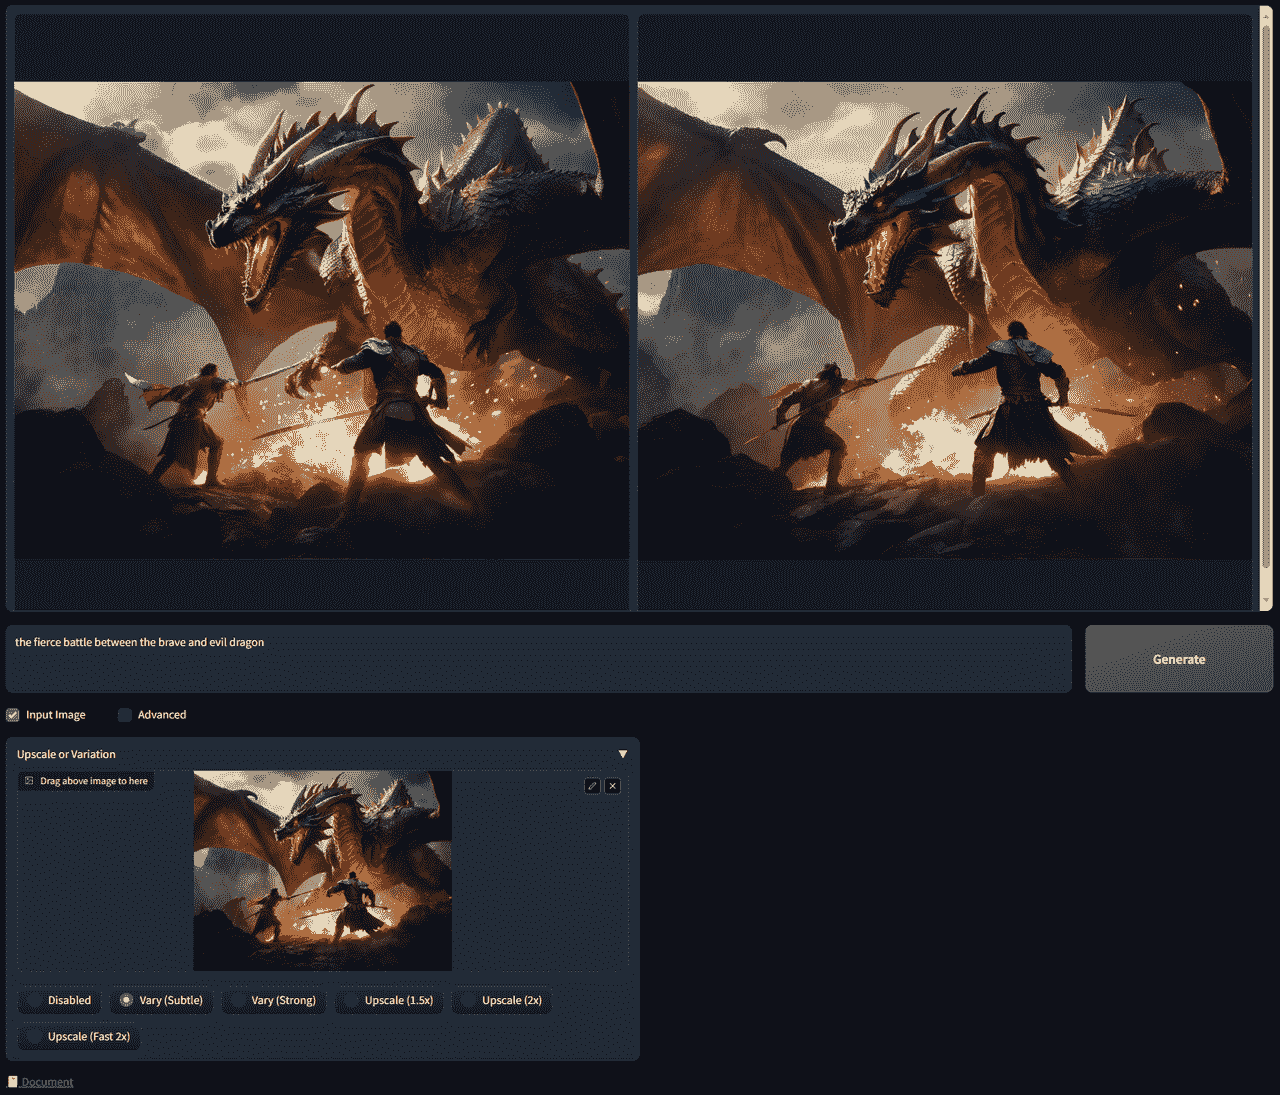 the fierce battle between the brave and evil dragon
Generate
Input Image
Advanced
Upscale or Variation
Drag above image to here
Disabled
Vary (Subtle)
Vary (Strong)
Upscale (1.5x)
Upscale (2x)
Upscale (Fast 2x)
Document